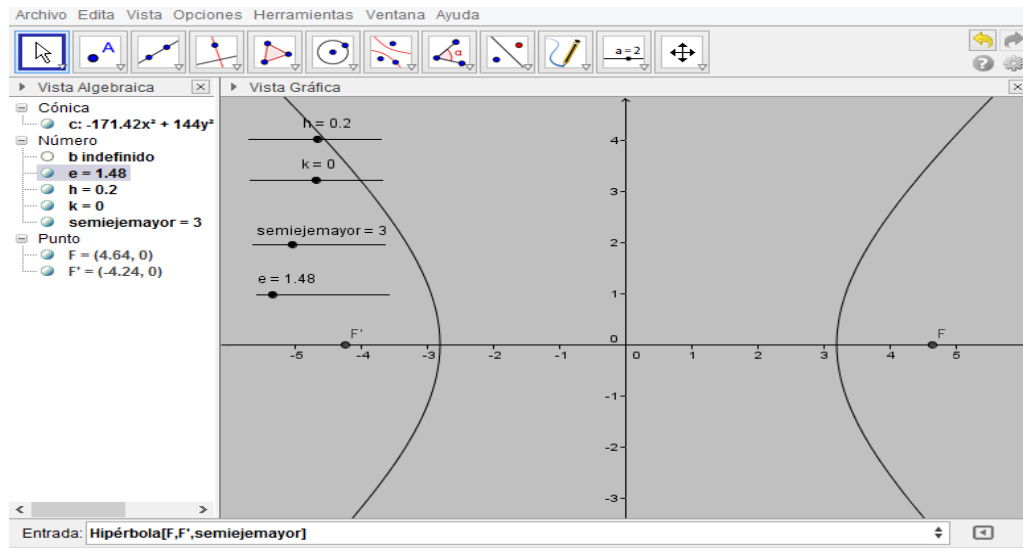 Archivo Edita Vista Opciones Herramientas Ventana Ayuda
A
α
a=2
Vista Algebraica
Cónica
c: -171.42x² + 144y²
Número
b indefinido
e = 1.48
h = 0.2
k = 0
semiejemayor = 3
Punto
F = (4.64, 0)
F' = (-4.24, 0)
Vista Gráfica
h = 0.2
k = 0
semiejemayor = 3
e = 1.48
4
3
2
1
0
-1
-2
-3
F'
F
-5 -4 -3 -2 -1 0 1 2 3 4 5
Entrada: Hipérbola[F,F',semiejemayor]